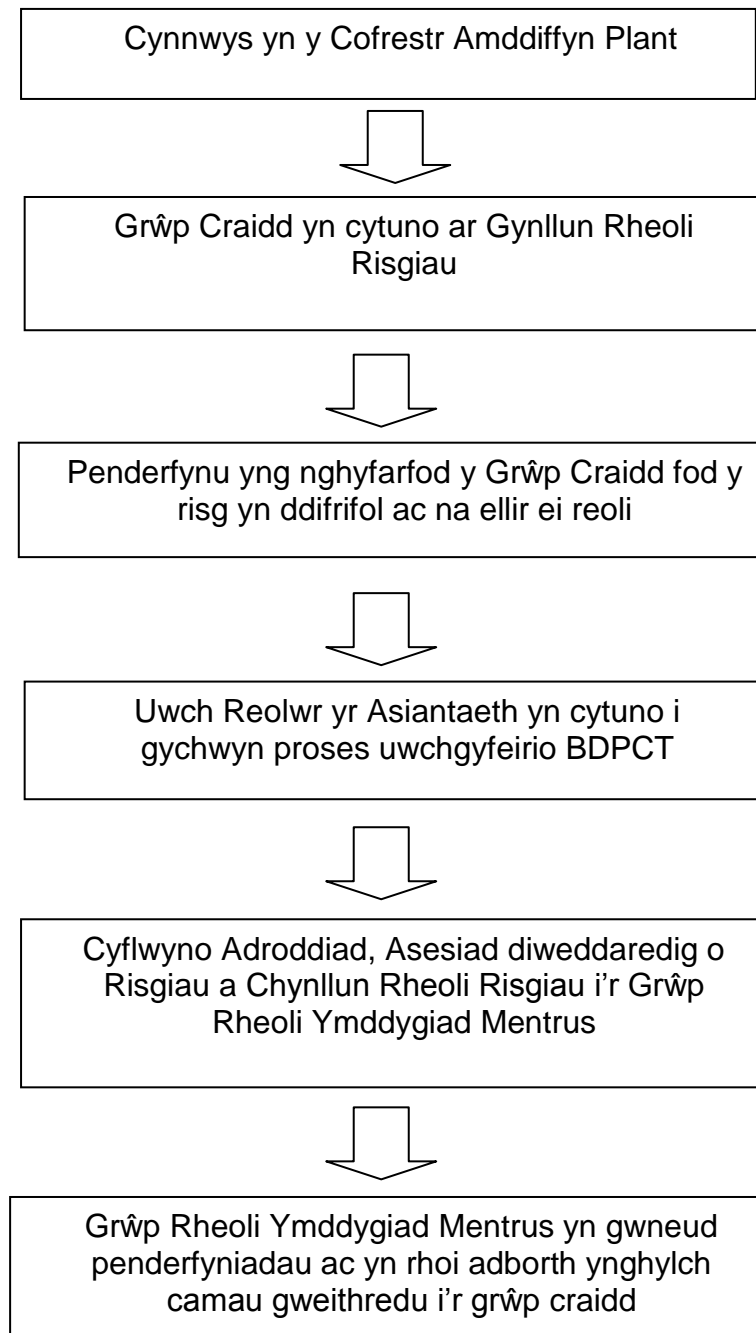 Cynnwys yn y Cofrestr Amddiffyn Plant
Grŵp Craidd yn cytuno ar Gynllun Rheoli
Risgiau
Penderfynu yng nghyfarfod y Grŵp Craidd fod y
risg yn ddifrifol ac na ellir ei reoli
Uwch Reolwr yr Asiantaeth yn cytuno i
gychwyn proses uwchgyfeirio BDPCT
Cyflwyno Adroddiad, Asesiad diweddaredig o
Risgiau a Chynllun Rheoli Risgiau i'r Grŵp
Rheoli Ymddygiad Mentrus
Grŵp Rheoli Ymddygiad Mentrus yn gwneud
penderfyniadau ac yn rhoi adborth ynghylch
camau gweithredu i'r grŵp craidd